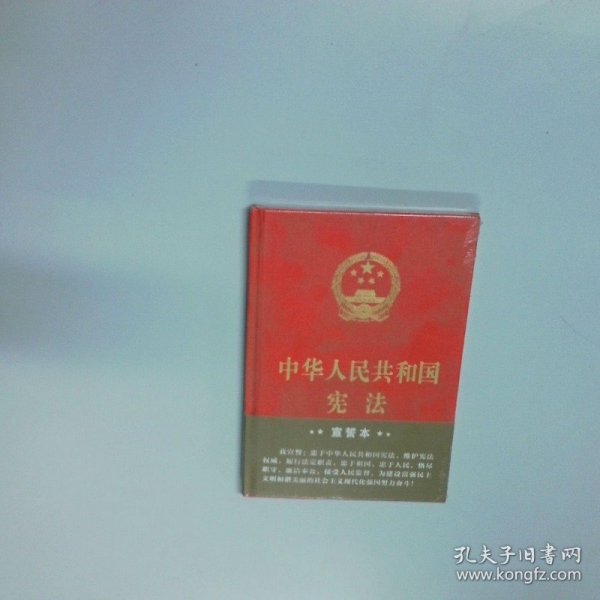 中华人民共和国
宪法
★★ 宣誓本 ★★
我宣誓：忠于中华人民共和国宪法，维护宪法
权威，履行法定职责，忠于祖国、忠于人民，恪尽
职守、廉洁奉公，接受人民监督，为建设富强民主
文明和谐美丽的社会主义现代化强国努力奋斗！
孔夫子旧书网
www.kongfz.com